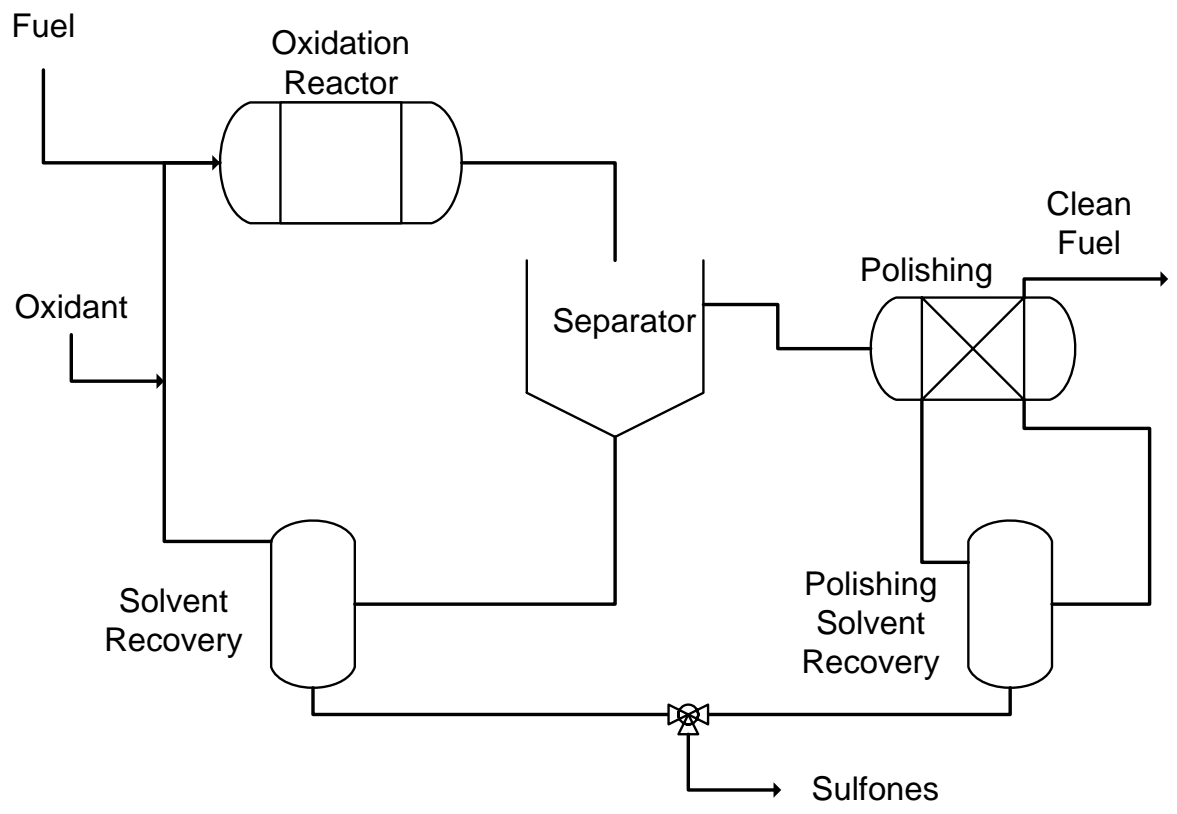 Fuel
Oxidation
Reactor
Clean
Fuel
Polishing
Oxidant
Separator
Solvent
Recovery
Polishing
Solvent
Recovery
Sulfones